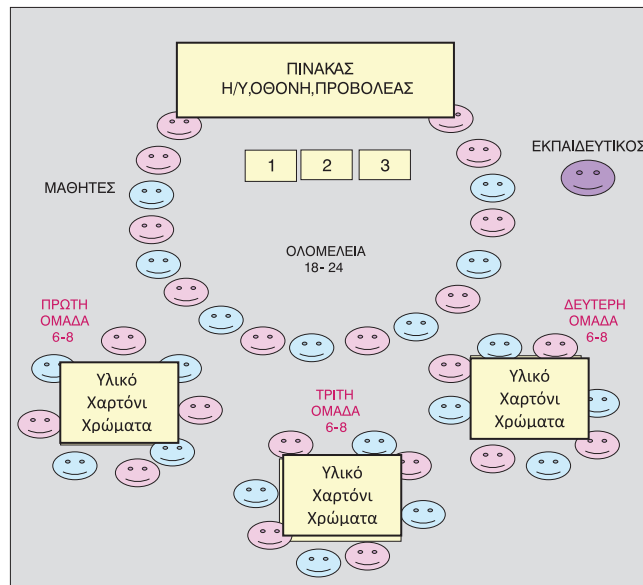 ΠΙΝΑΚΑΣ
Η/Υ,ΟΘΟΝΗ,ΠΡΟΒΟΛΕΑΣ
ΕΚΠΑΙΔΕΥΤΙΚΟΣ
1 2 3
ΜΑΘΗΤΕΣ
ΟΛΟΜΕΛΕΙΑ
18- 24
ΠΡΩΤΗ
ΟΜΑΔΑ
6-8
ΔΕΥΤΕΡΗ
ΟΜΑΔΑ
6-8
Υλικό
Χαρτόνι
Χρώματα
ΤΡΙΤΗ
ΟΜΑΔΑ
6-8
Υλικό
Χαρτόνι
Χρώματα
Υλικό
Χαρτόνι
Χρώματα